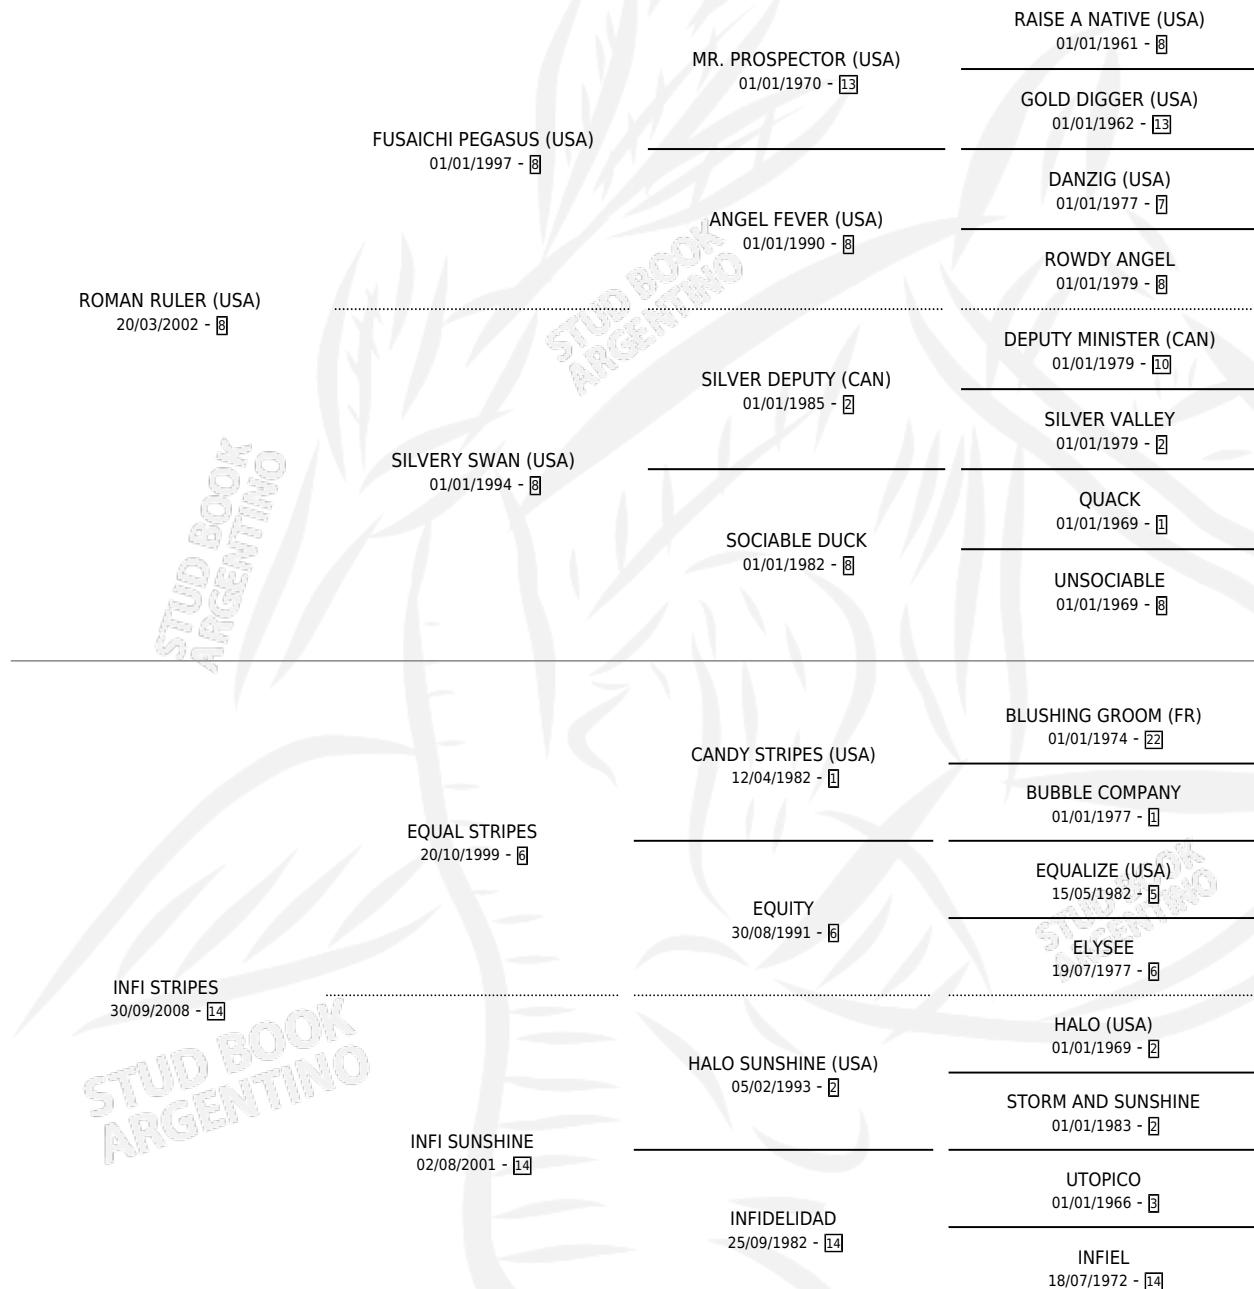 RAISE A NATIVE (USA)
01/01/1961 - 8
MR. PROSPECTOR (USA)
01/01/1970 - 13
GOLD DIGGER (USA)
01/01/1962 - 13
FUSAICHI PEGASUS (USA)
01/01/1997 - 8
DANZIG (USA)
01/01/1977 - 7
ANGEL FEVER (USA)
01/01/1990 - 8
ROWDY ANGEL
01/01/1979 - 8
ROMAN RULER (USA)
20/03/2002 - 8
DEPUTY MINISTER (CAN)
01/01/1979 - 10
SILVER DEPUTY (CAN)
01/01/1985 - 2
SILVER VALLEY
01/01/1979 - 2
SILVERY SWAN (USA)
01/01/1994 - 8
QUACK
01/01/1969 - 1
SOCIABLE DUCK
01/01/1982 - 8
UNSOCIABLE
01/01/1969 - 8
BLUSHING GROOM (FR)
01/01/1974 - 22
CANDY STRIPES (USA)
12/04/1982 - 1
BUBBLE COMPANY
01/01/1977 - 1
EQUAL STRIPES
20/10/1999 - 6
EQUALIZE (USA)
15/05/1982 - 5
EQUITY
30/08/1991 - 6
ELYSEE
19/07/1977 - 6
INFI STRIPES
30/09/2008 - 14
HALO (USA)
01/01/1969 - 2
HALO SUNSHINE (USA)
05/02/1993 - 2
STORM AND SUNSHINE
01/01/1983 - 2
INFI SUNSHINE
02/08/2001 - 14
UTOPICO
01/01/1966 - 3
INFIDELIDAD
25/09/1982 - 14
INFIEL
18/07/1972 - 14
STUD BOOK
ARGENTINO
STUD BOOK
ARGENTINO
STUD BOOK
ARGENTINO
STUD BOOK
ARGENTINO